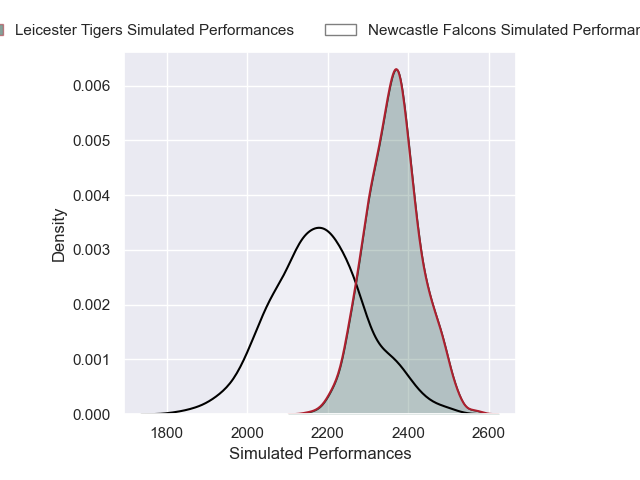 Leicester Tigers Simulated Performances
Newcastle Falcons Simulated
0.006
0.005
0.004
0.003
0.002
0.001
0.000
Density
1800 2000 2200 2400 2600
Simulated Performances